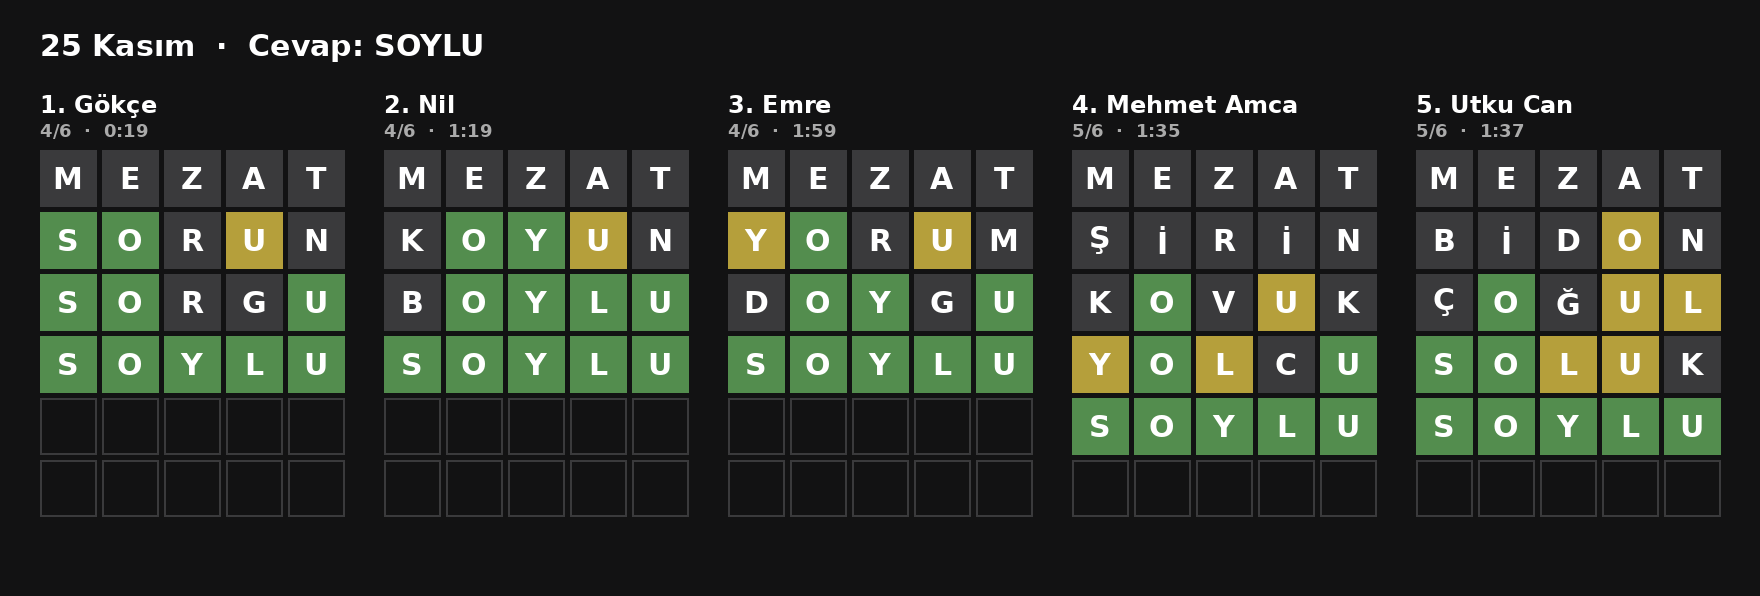 25 Kasım · Cevap: SOYLU
1. Gökçe
4/6 · 0:19
MEZAT
SORUN
SORGU
SOYLU
2. Nil
4/6 · 1:19
MEZAT
KOYUN
BOYLU
SOYLU
3. Emre
4/6 · 1:59
MEZAT
YORUM
DOYGU
SOYLU
4. Mehmet Amca
5/6 · 1:35
MEZAT
ŞİRİN
KOVUK
YOLCU
SOYLU
5. Utku Can
5/6 · 1:37
MEZAT
BİDON
ÇOĞUL
SOLUK
SOYLU